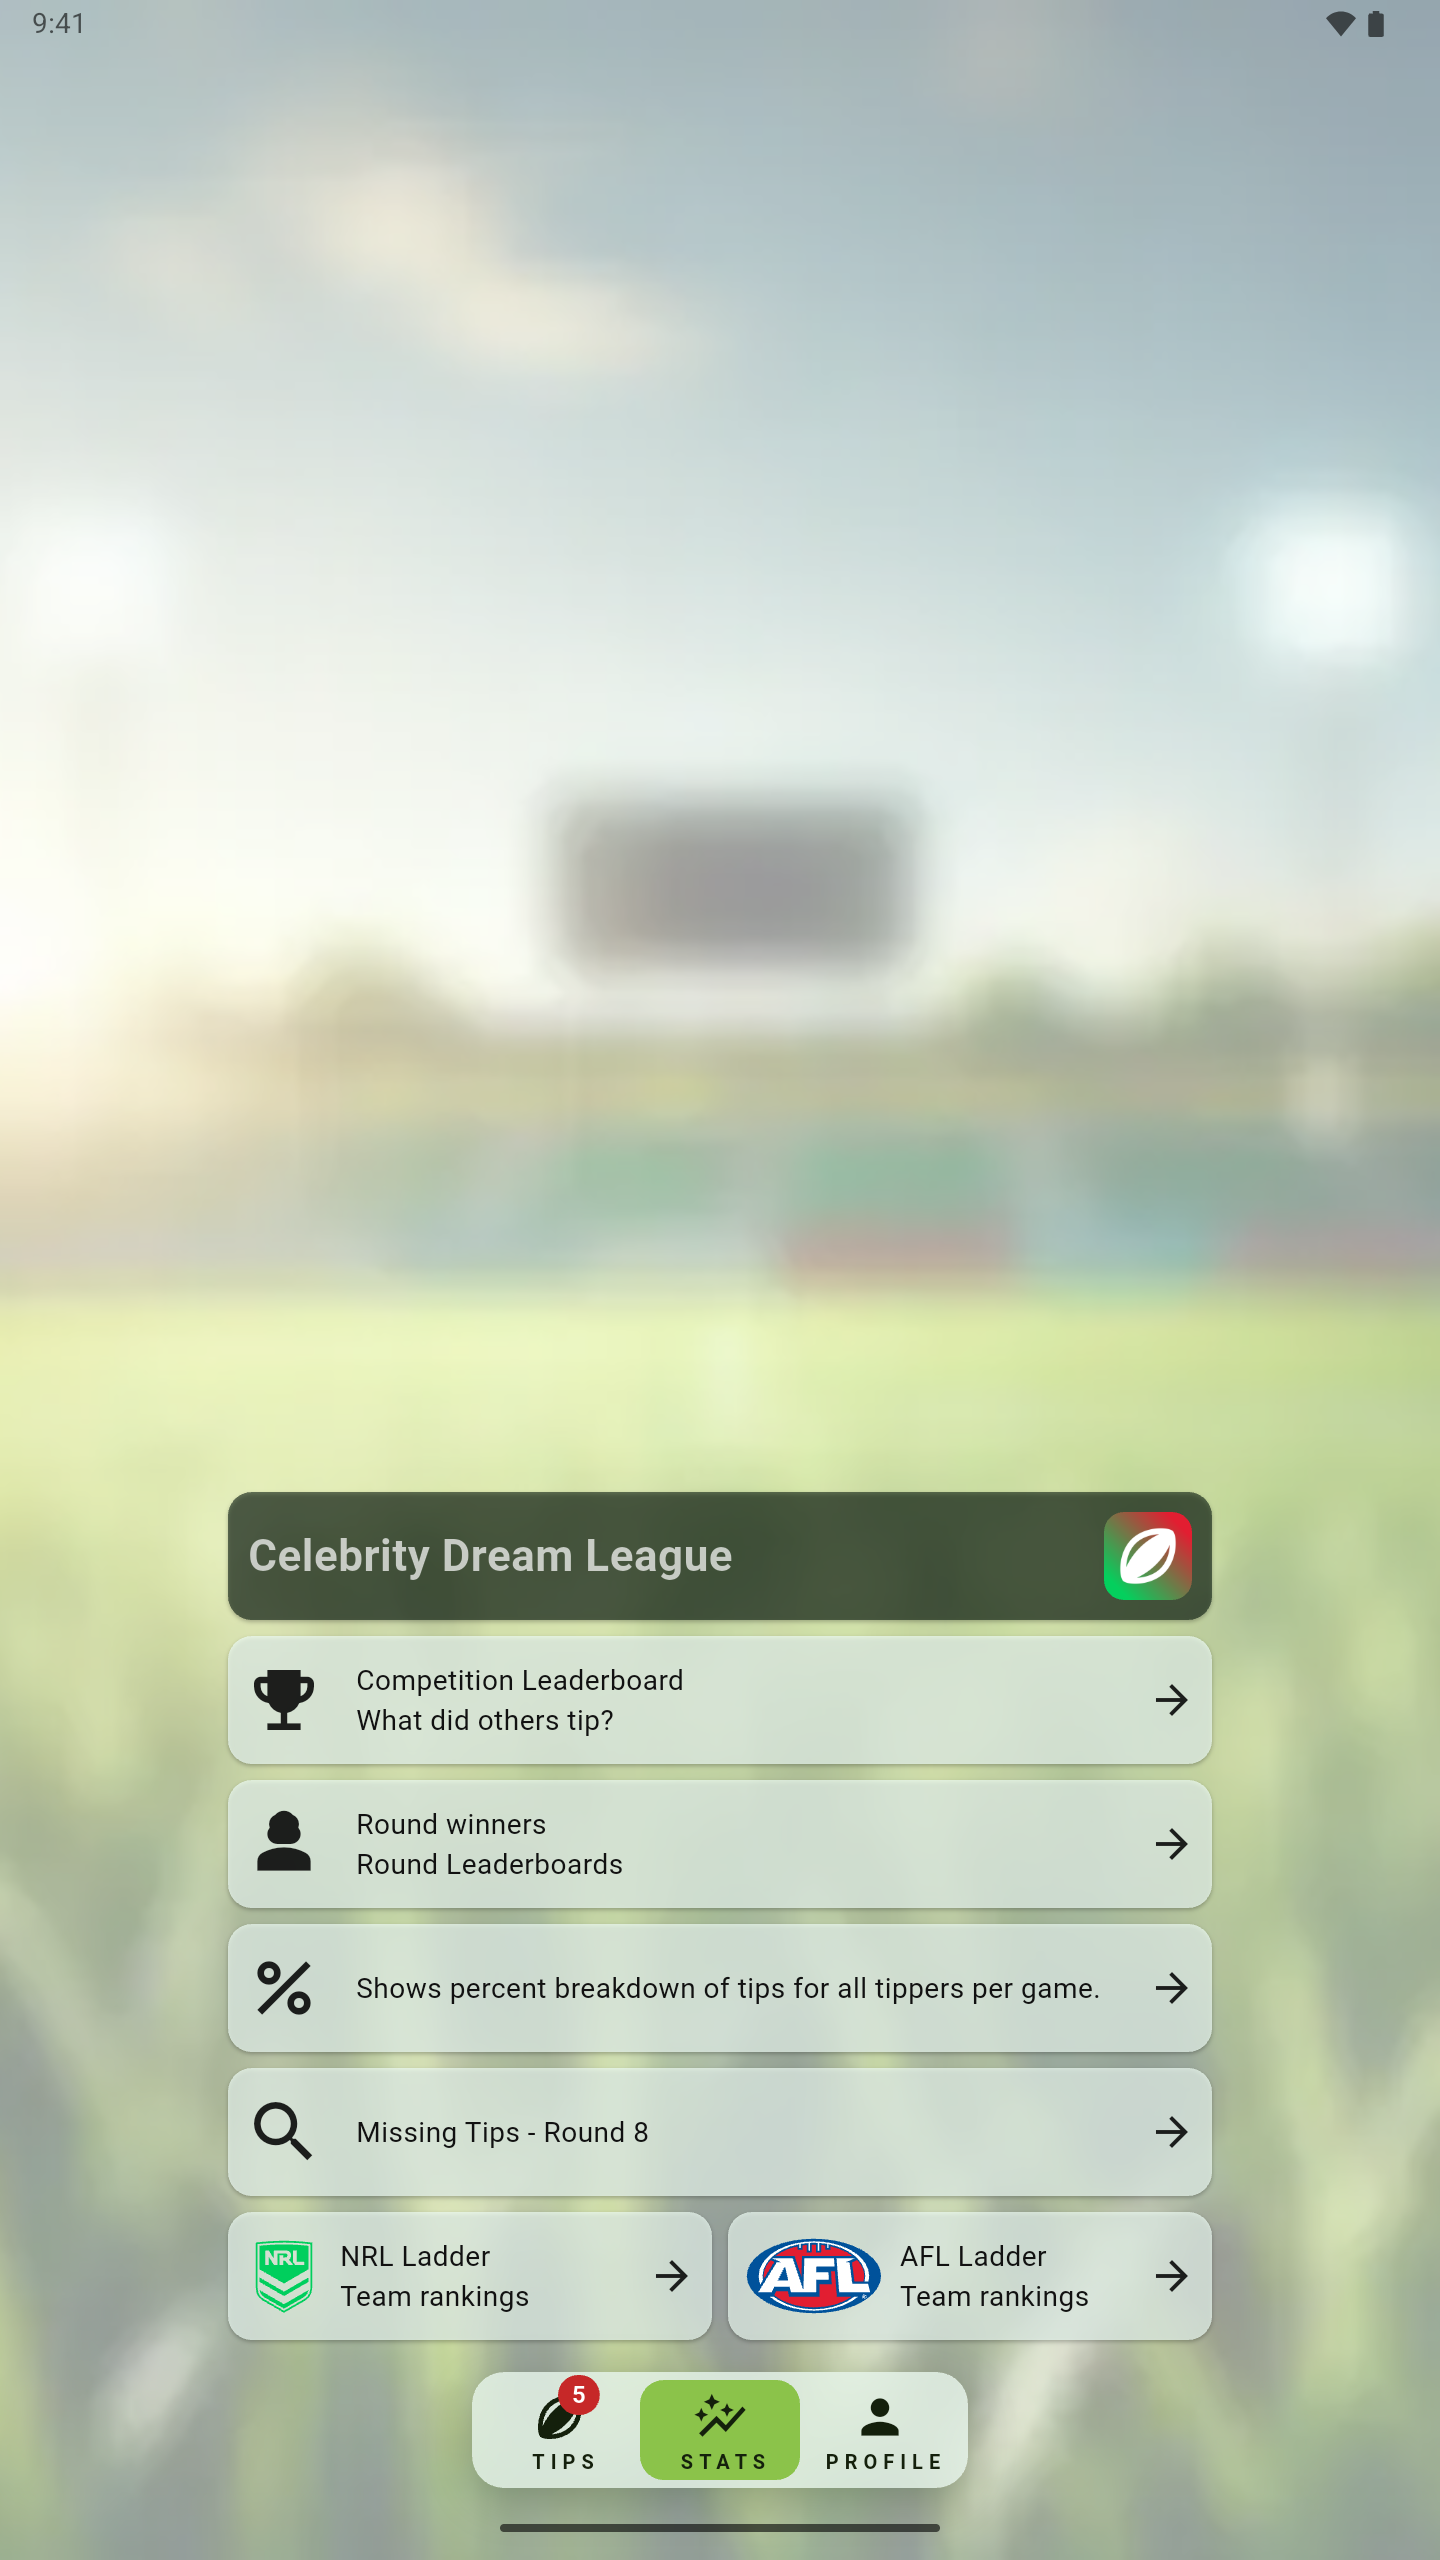 9:41
Celebrity Dream League
Competition Leaderboard
What did others tip?
Round winners
Round Leaderboards
Shows percent breakdown of tips for all tippers per game.
Missing Tips - Round 8
NRL
NRL Ladder
Team rankings
AFL
AFL Ladder
Team rankings
5
TIPS
STATS
PROFILE